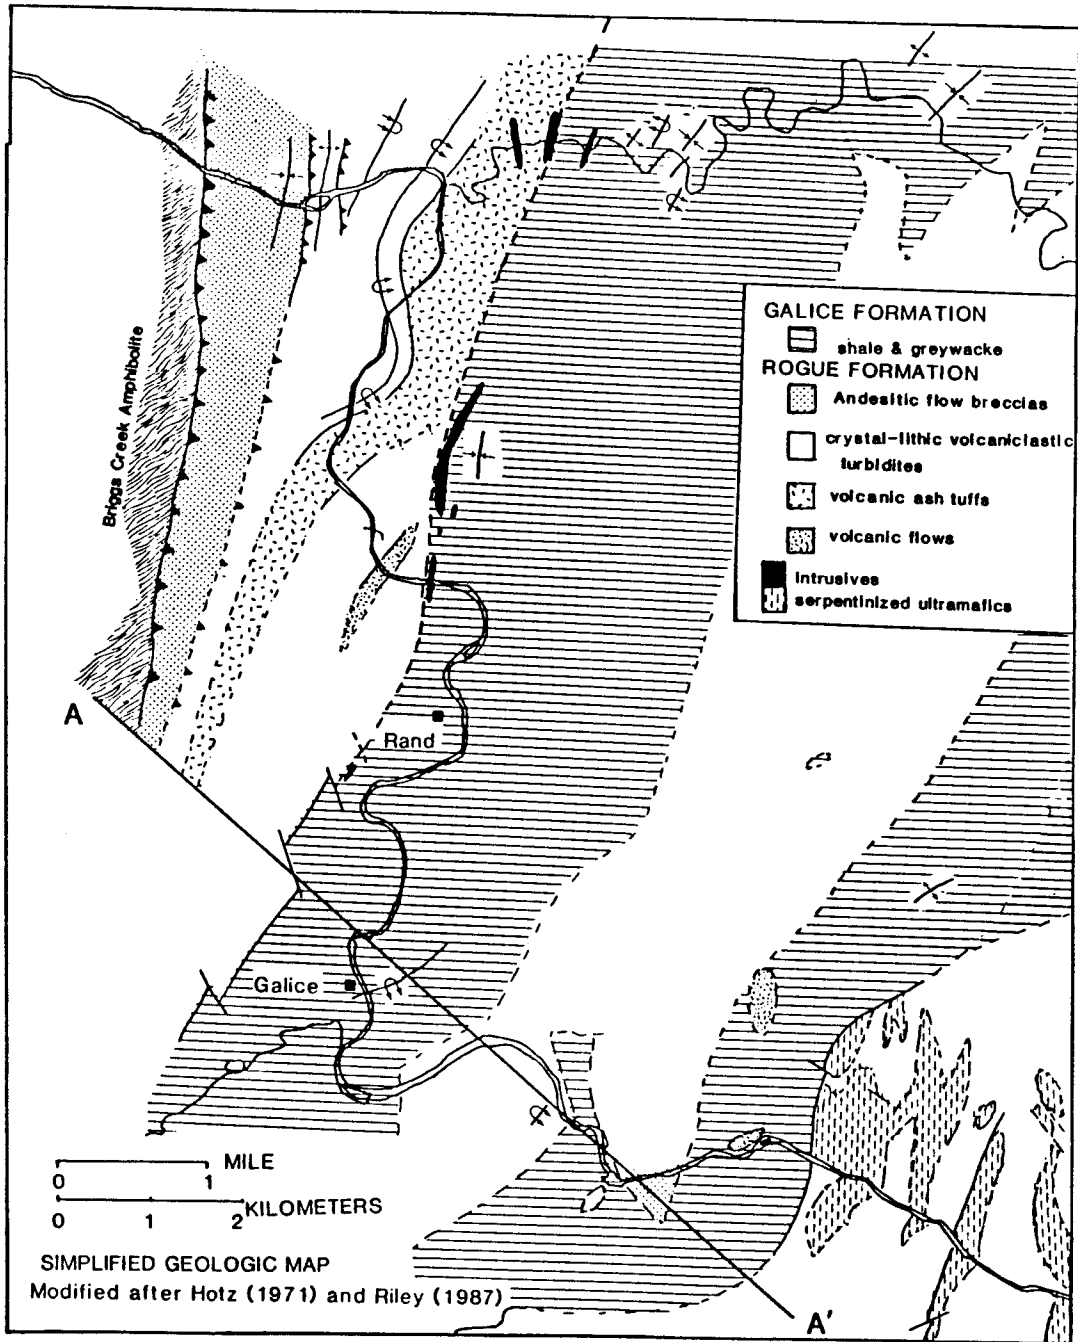 Briggs Creek Amphibolite
GALICE FORMATION
shale & greywacke
ROGUE FORMATION
Andesitic flow breccias
crystal-lithic volcaniclastic
turbidites
volcanic ash tuffs
volcanic flows
Intrusives
serpentinized ultramafics
A
Rand
Galice
0 1 MILE
0 1 2 KILOMETERS
SIMPLIFIED GEOLOGIC MAP
Modified after Hotz (1971) and Riley (1987)
A'